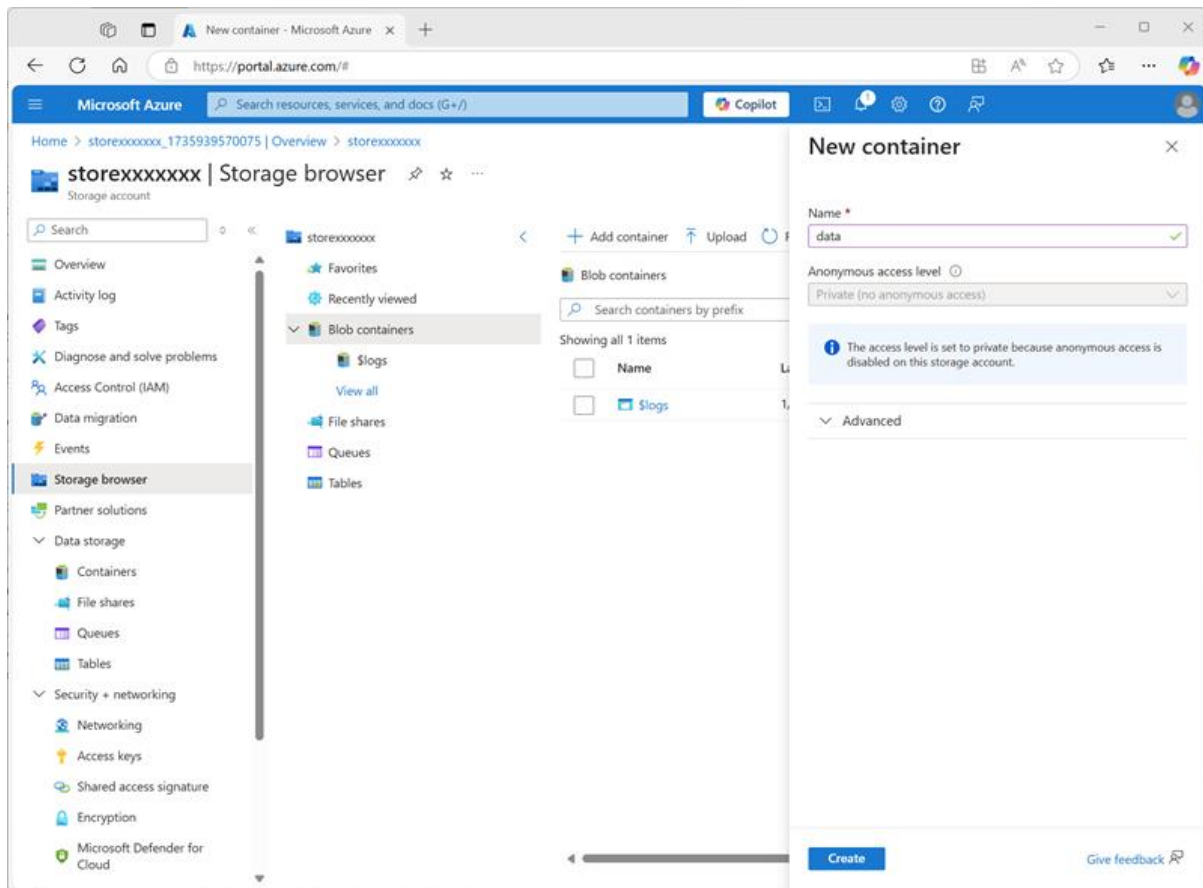 New container - Microsoft Azure
https://portal.azure.com/#
Microsoft Azure
Search resources, services, and docs (G+/)
Copilot
1
Home > storexxxxxxx_1735939570075 | Overview > storexxxxxxx
storexxxxxxx | Storage browser
Storage account
Search
Overview
Activity log
Tags
Diagnose and solve problems
Access Control (IAM)
Data migration
Events
Storage browser
Partner solutions
Data storage
Containers
File shares
Queues
Tables
Security + networking
Networking
Access keys
Shared access signature
Encryption
Microsoft Defender for
Cloud
storexxxxxxx
Favorites
Recently viewed
Blob containers
$logs
View all
File shares
Queues
Tables
Add container Upload
Blob containers
Search containers by prefix
Showing all 1 items
Name
$logs
New container
Name *
data
Anonymous access level
Private (no anonymous access)
The access level is set to private because anonymous access is
disabled on this storage account.
Advanced
Create
Give feedback